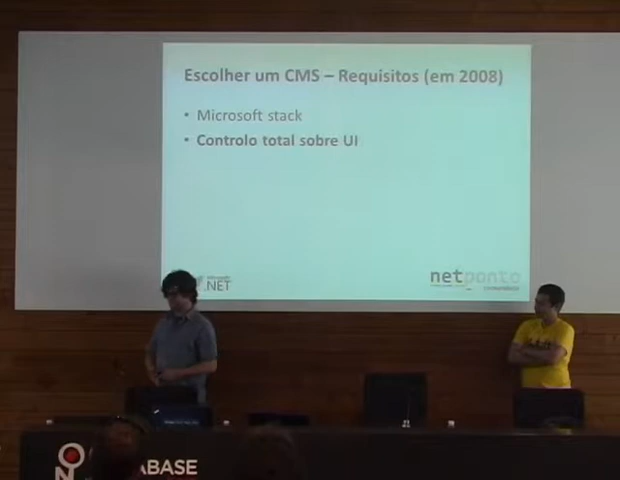 Escolher um CMS – Requisitos (em 2008)
• Microsoft stack
• Controlo total sobre UI
.NET
netponto
ABASE